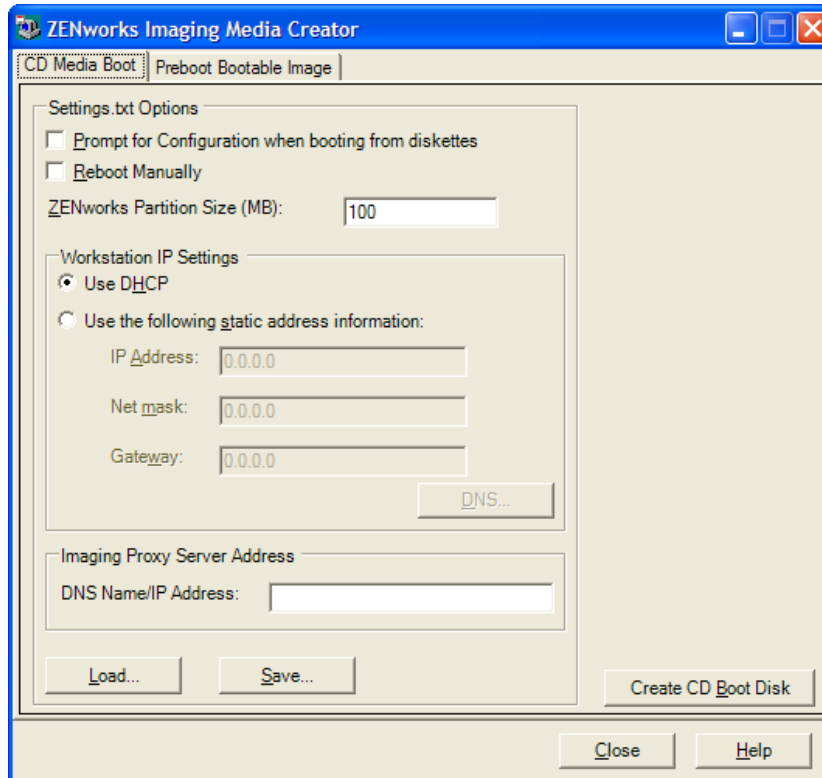 ZENworks Imaging Media Creator
CD Media Boot
Preboot Bootable Image
Settings.txt Options
Prompt for Configuration when booting from diskettes
Reboot Manually
ZENworks Partition Size (MB): 100
Workstation IP Settings
Use DHCP
Use the following static address information:
IP Address: 0.0.0.0
Net mask: 0.0.0.0
Gateway: 0.0.0.0
DNS...
Imaging Proxy Server Address
DNS Name/IP Address:
Load... Save...
Create CD Boot Disk
Close Help